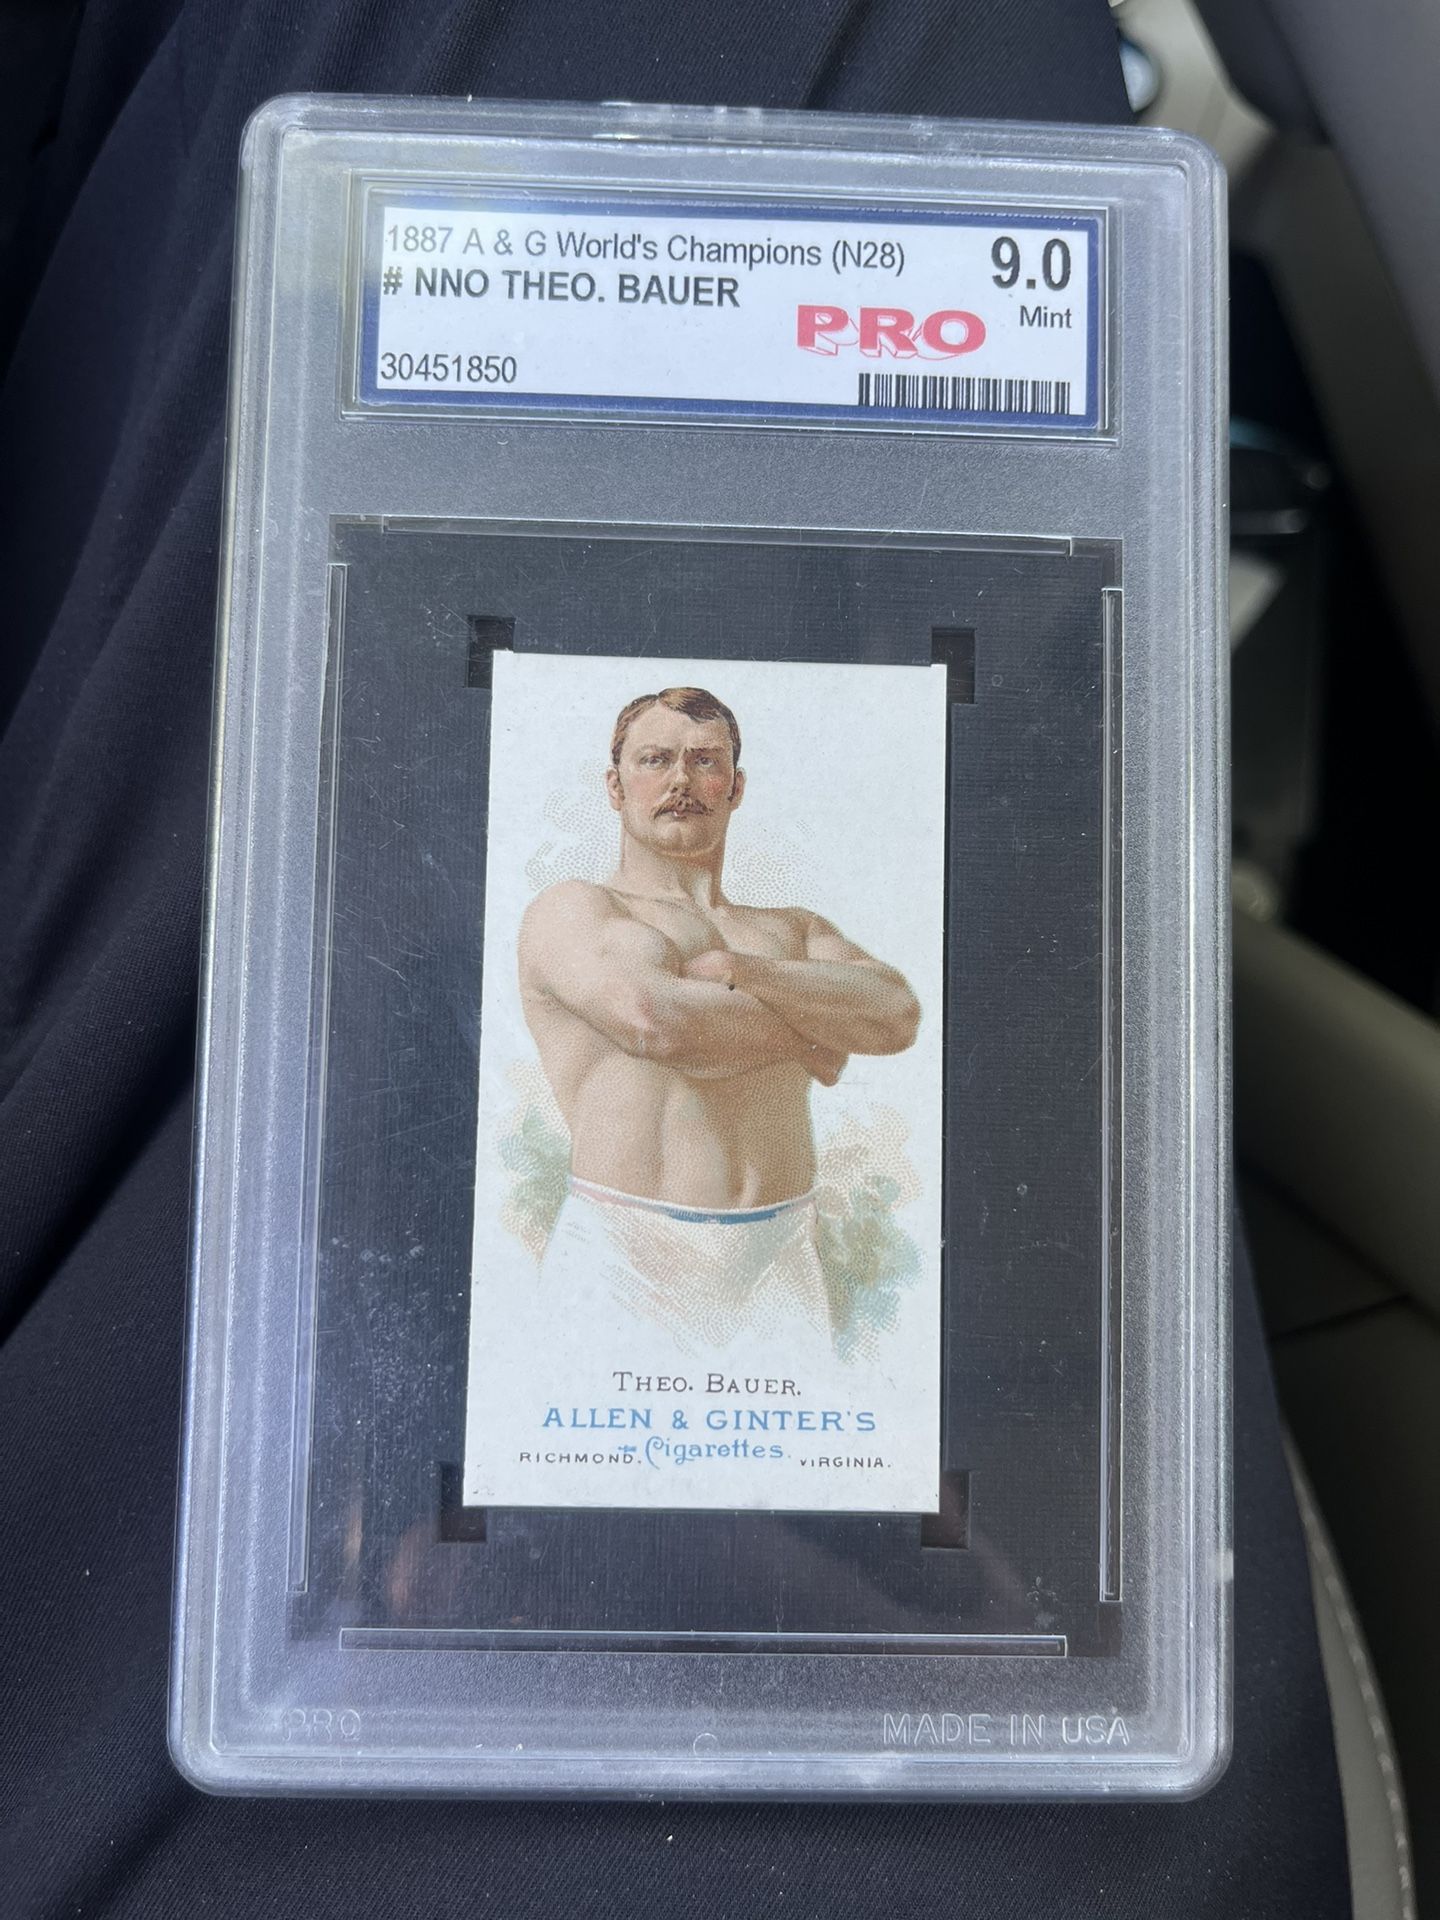 1887 A & G World's Champions (N28)
9.0
# NNO THEO. BAUER
Mint
PRO
30451850
THEO. BAUER.
ALLEN & GINTER'S
RICHMOND. Cigarettes. VIRGINIA.
PRO
MADE IN USA